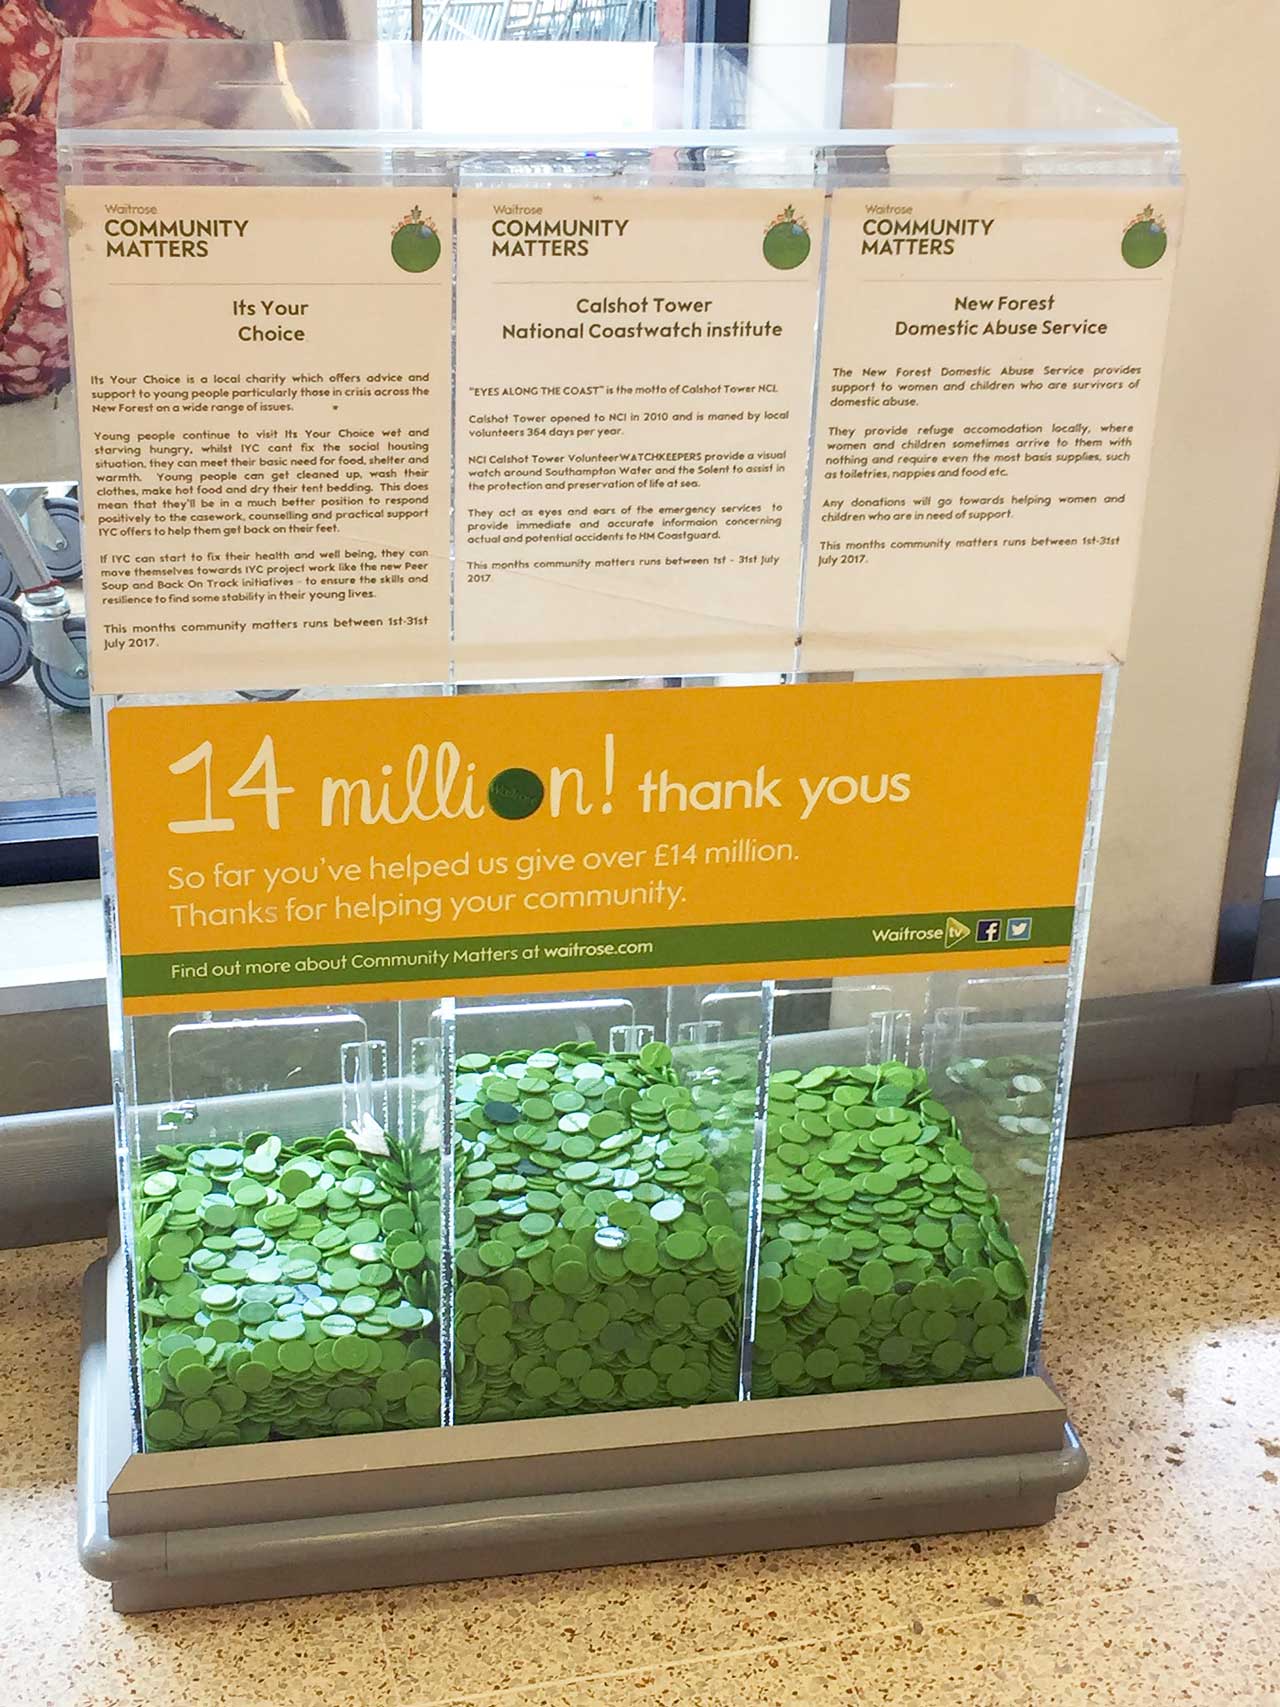 Waitrose
COMMUNITY
MATTERS
Its Your
Choice
Its Your Choice is a local charity which offers advice and
support to young people particularly those in crisis across the
New Forest on a wide range of issues.
Young people continue to visit Its Your Choice wet and
starving hungry, whilst IYC cant fix the social housing
situation, they can meet their basic need for food, shelter and
warmth. Young people can get cleaned up, wash their
clothes, make hot food and dry their tent bedding. This does
mean that they'll be in a much better position to respond
positively to the casework, counselling and practical support
IYC offers to help them get back on their feet.
If IYC can start to fix their health and well being, they can
move themselves towards IYC project work like the new Peer
Soup and Back On Track initiatives - to ensure the skills and
resilience to find some stability in their young lives.
This months community matters runs between 1st-31st
July 2017.
Waitrose
COMMUNITY
MATTERS
Calshot Tower
National Coastwatch institute
"EYES ALONG THE COAST" is the motto of Calshot Tower NCI.
Calshot Tower opened to NCI in 2010 and is maned by local
volunteers 364 days per year.
NCI Calshot Tower Volunteer WATCHKEEPERS provide a visual
watch around Southampton Water and the Solent to assist in
the protection and preservation of life at sea.
They act as eyes and ears of the emergency services to
provide immediate and accurate informaion concerning
actual and potential accidents to HM Coastguard.
This months community matters runs between 1st - 31st July
2017.
Waitrose
COMMUNITY
MATTERS
New Forest
Domestic Abuse Service
The New Forest Domestic Abuse Service provides
support to women and children who are survivors of
domestic abuse.
They provide refuge accomodation locally, where
women and children sometimes arrive to them with
nothing and require even the most basis supplies, such
as toiletries, nappies and food etc.
Any donations will go towards helping women and
children who are in need of support.
This months community matters runs between 1st-31st
July 2017.
14 million! thank yous
So far you've helped us give over £14 million.
Thanks for helping your community.
Find out more about Community Matters at waitrose.com
Waitrose tv f